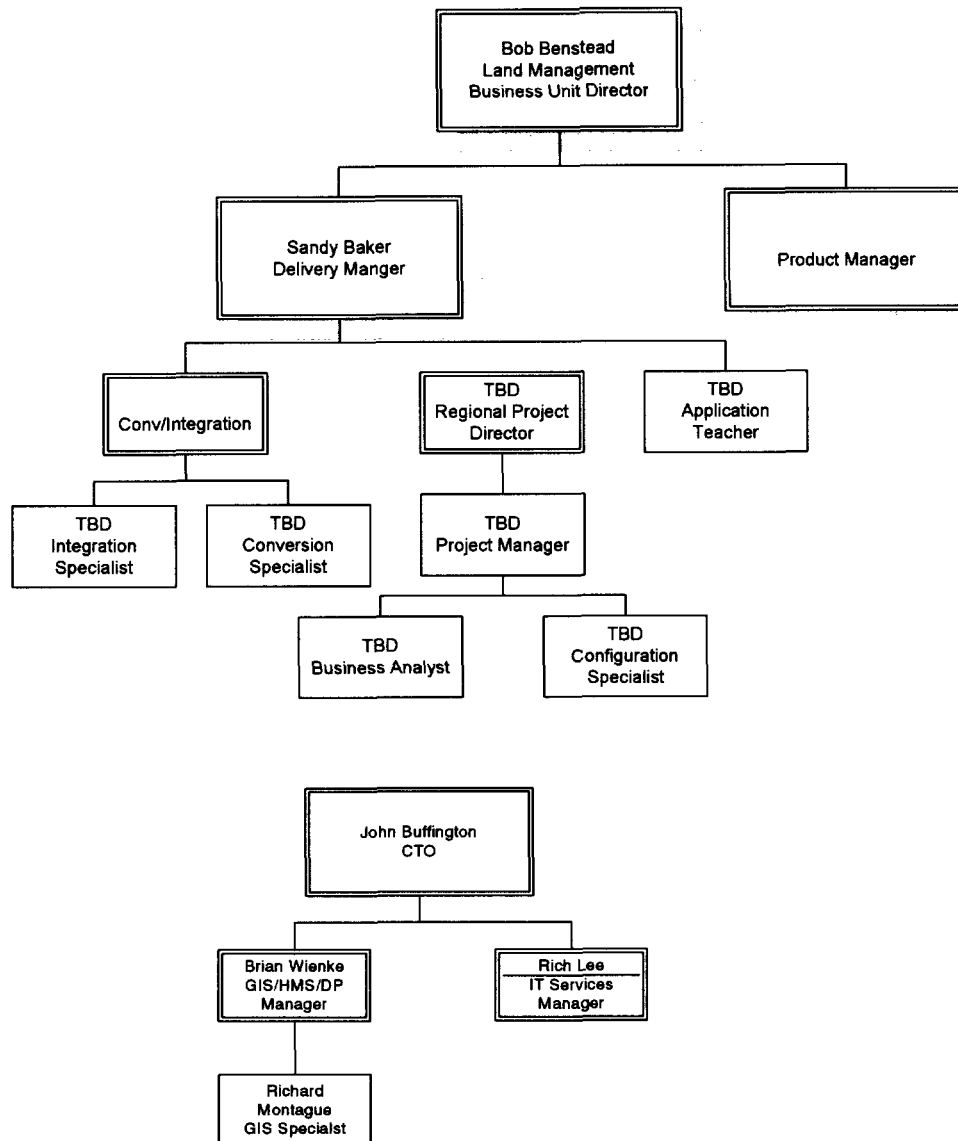 Bob Benstead
Land Management
Business Unit Director
Sandy Baker
Delivery Manger
Product Manager
Conv/Integration
TBD
Regional Project
Director
TBD
Application
Teacher
TBD
Integration
Specialist
TBD
Conversion
Specialist
TBD
Project Manager
TBD
Business Analyst
TBD
Configuration
Specialist
John Buffington
CTO
Brian Wienke
GIS/HMS/DP
Manager
Rich Lee
IT Services
Manager
Richard
Montague
GIS Specialst